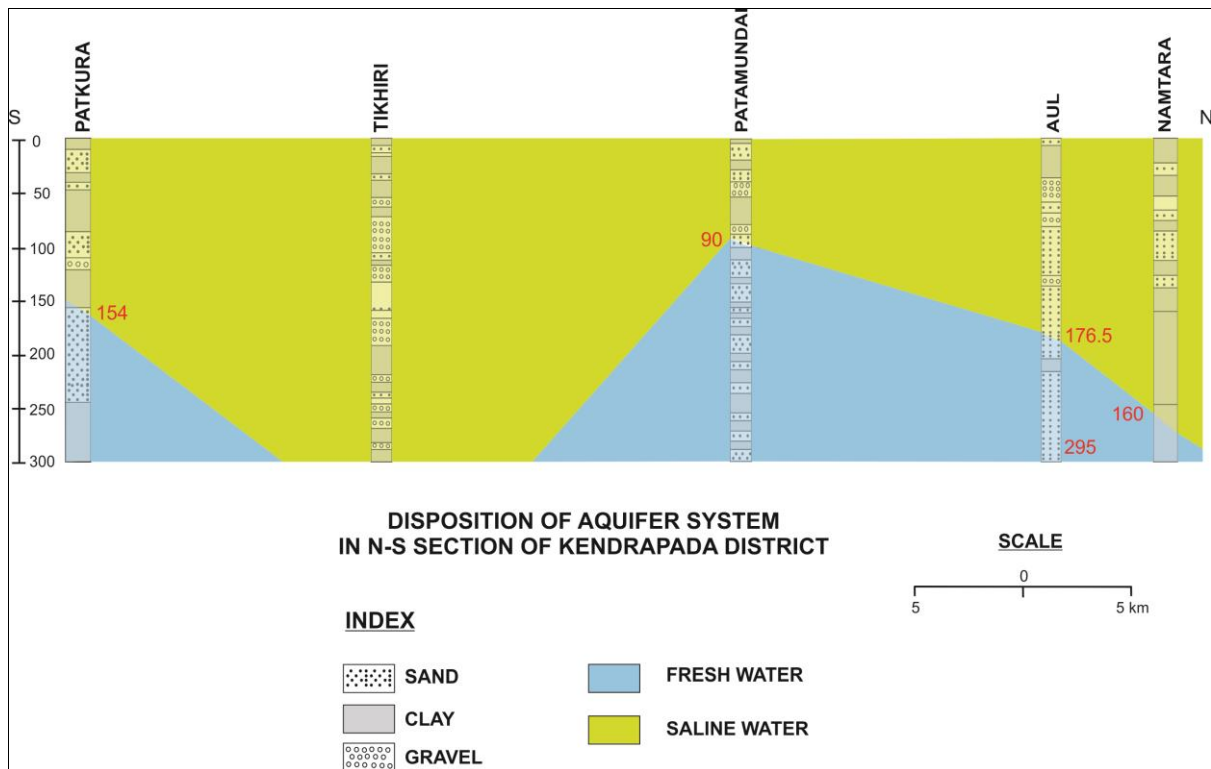 PATKURA
TIKHIRI
PATAMUNDAI
AUL
NAMTARA
S
N
0
50
100
150
200
250
300
154
90
176.5
160
295
DISPOSITION OF AQUIFER SYSTEM
IN N-S SECTION OF KENDRAPADA DISTRICT
SCALE
0
5
5 km
INDEX
SAND
FRESH WATER
CLAY
SALINE WATER
GRAVEL